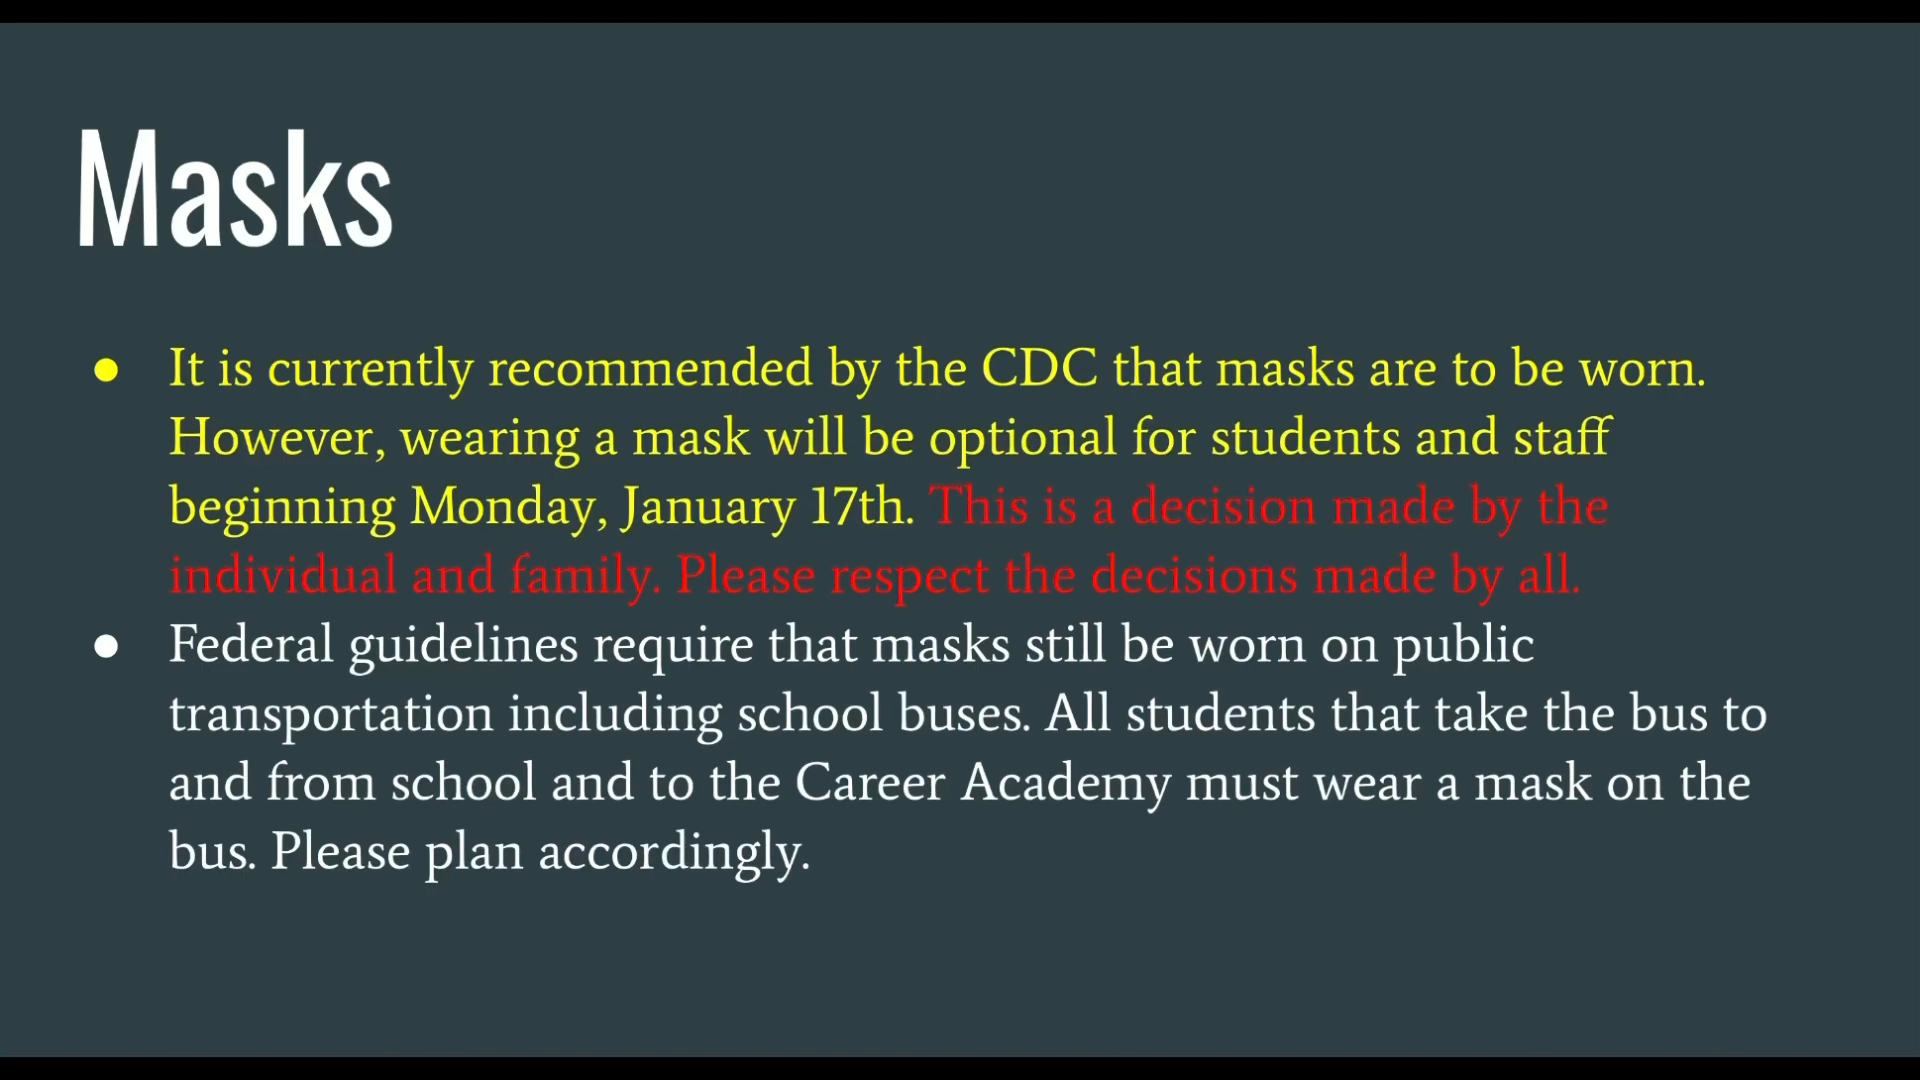 Masks
● It is currently recommended by the CDC that masks are to be worn.
However, wearing a mask will be optional for students and staff
beginning Monday, January 17th. This is a decision made by the
individual and family. Please respect the decisions made by all.
● Federal guidelines require that masks still be worn on public
transportation including school buses. All students that take the bus to
and from school and to the Career Academy must wear a mask on the
bus. Please plan accordingly.